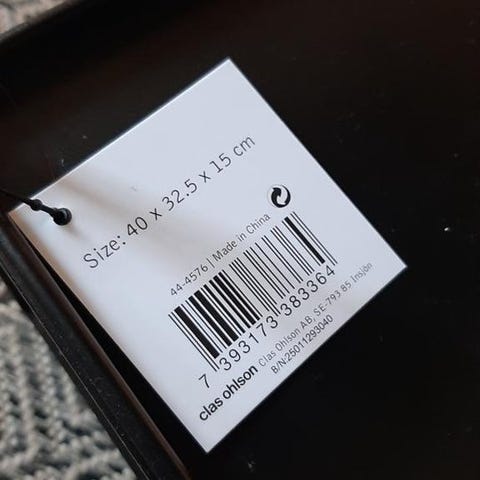 Size: 40 x 32.5 x 15 cm
44-4576 | Made in China
7 393173 383364
clas ohlson Clas Ohlson AB, SE-793 85 Insjön
B/N:25011293040